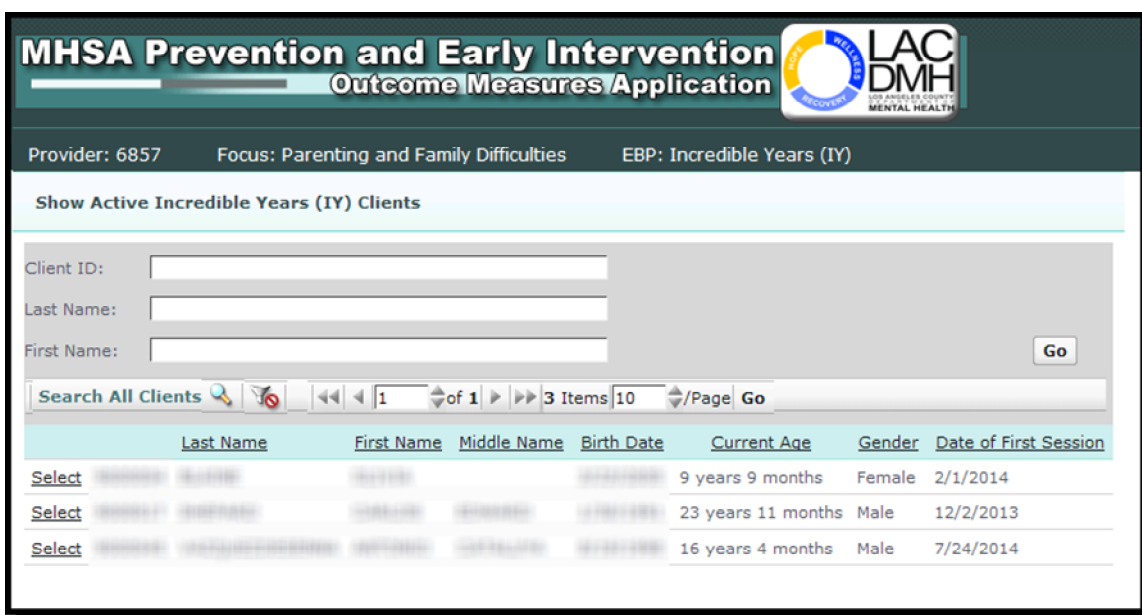 MHSA Prevention and Early Intervention
Outcome Measures Application
HOPE WELLNESS RECOVERY
LAC
DMH
LOS ANGELES COUNTY
DEPARTMENT OF
MENTAL HEALTH
Provider: 6857 Focus: Parenting and Family Difficulties EBP: Incredible Years (IY)
Show Active Incredible Years (IY) Clients
Client ID:
Last Name:
First Name:
Go
Search All Clients 1 of 1 3 Items 10 /Page Go
Last Name First Name Middle Name Birth Date Current Age Gender Date of First Session
Select 9 years 9 months Female 2/1/2014
Select 23 years 11 months Male 12/2/2013
Select 16 years 4 months Male 7/24/2014